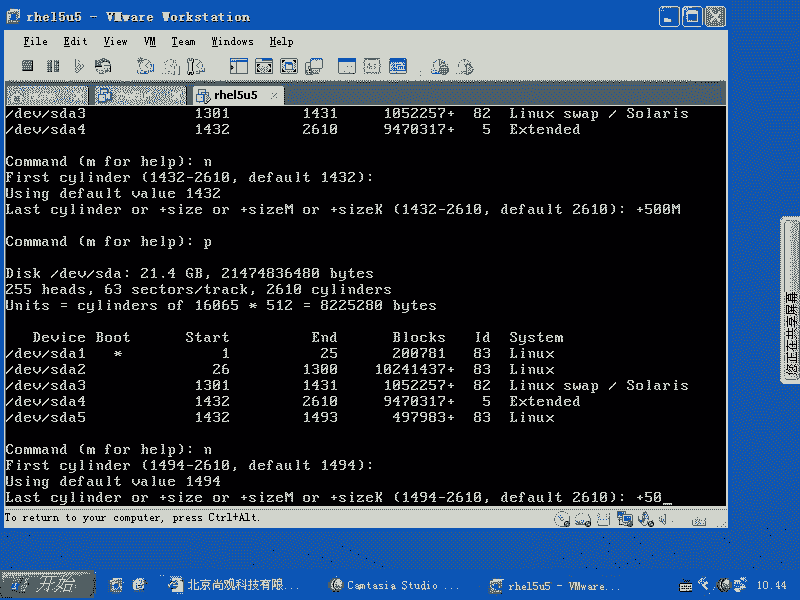 rhel5u5 - VMware Workstation
File Edit View VM Team Windows Help
rhel5u5
/dev/sda3 1301 1431 1052257+ 82 Linux swap / Solaris
/dev/sda4 1432 2610 9470317+ 5 Extended
Command (m for help): n
First cylinder (1432-2610, default 1432):
Using default value 1432
Last cylinder or +size or +sizeM or +sizeK (1432-2610, default 2610): +500M
Command (m for help): p
Disk /dev/sda: 21.4 GB, 21474836480 bytes
255 heads, 63 sectors/track, 2610 cylinders
Units = cylinders of 16065 * 512 = 8225280 bytes
Device Boot Start End Blocks Id System
/dev/sda1 * 1 25 200781 83 Linux
/dev/sda2 26 1300 10241437+ 83 Linux
/dev/sda3 1301 1431 1052257+ 82 Linux swap / Solaris
/dev/sda4 1432 2610 9470317+ 5 Extended
/dev/sda5 1432 1493 497983+ 83 Linux
Command (m for help): n
First cylinder (1494-2610, default 1494):
Using default value 1494
Last cylinder or +size or +sizeM or +sizeK (1494-2610, default 2610): +50_
To return to your computer, press Ctrl+Alt.
您正在共享屏幕
开始
北京尚观科技有限...
Camtasia Studio ...
rhel5u5 - VMware...
10.44